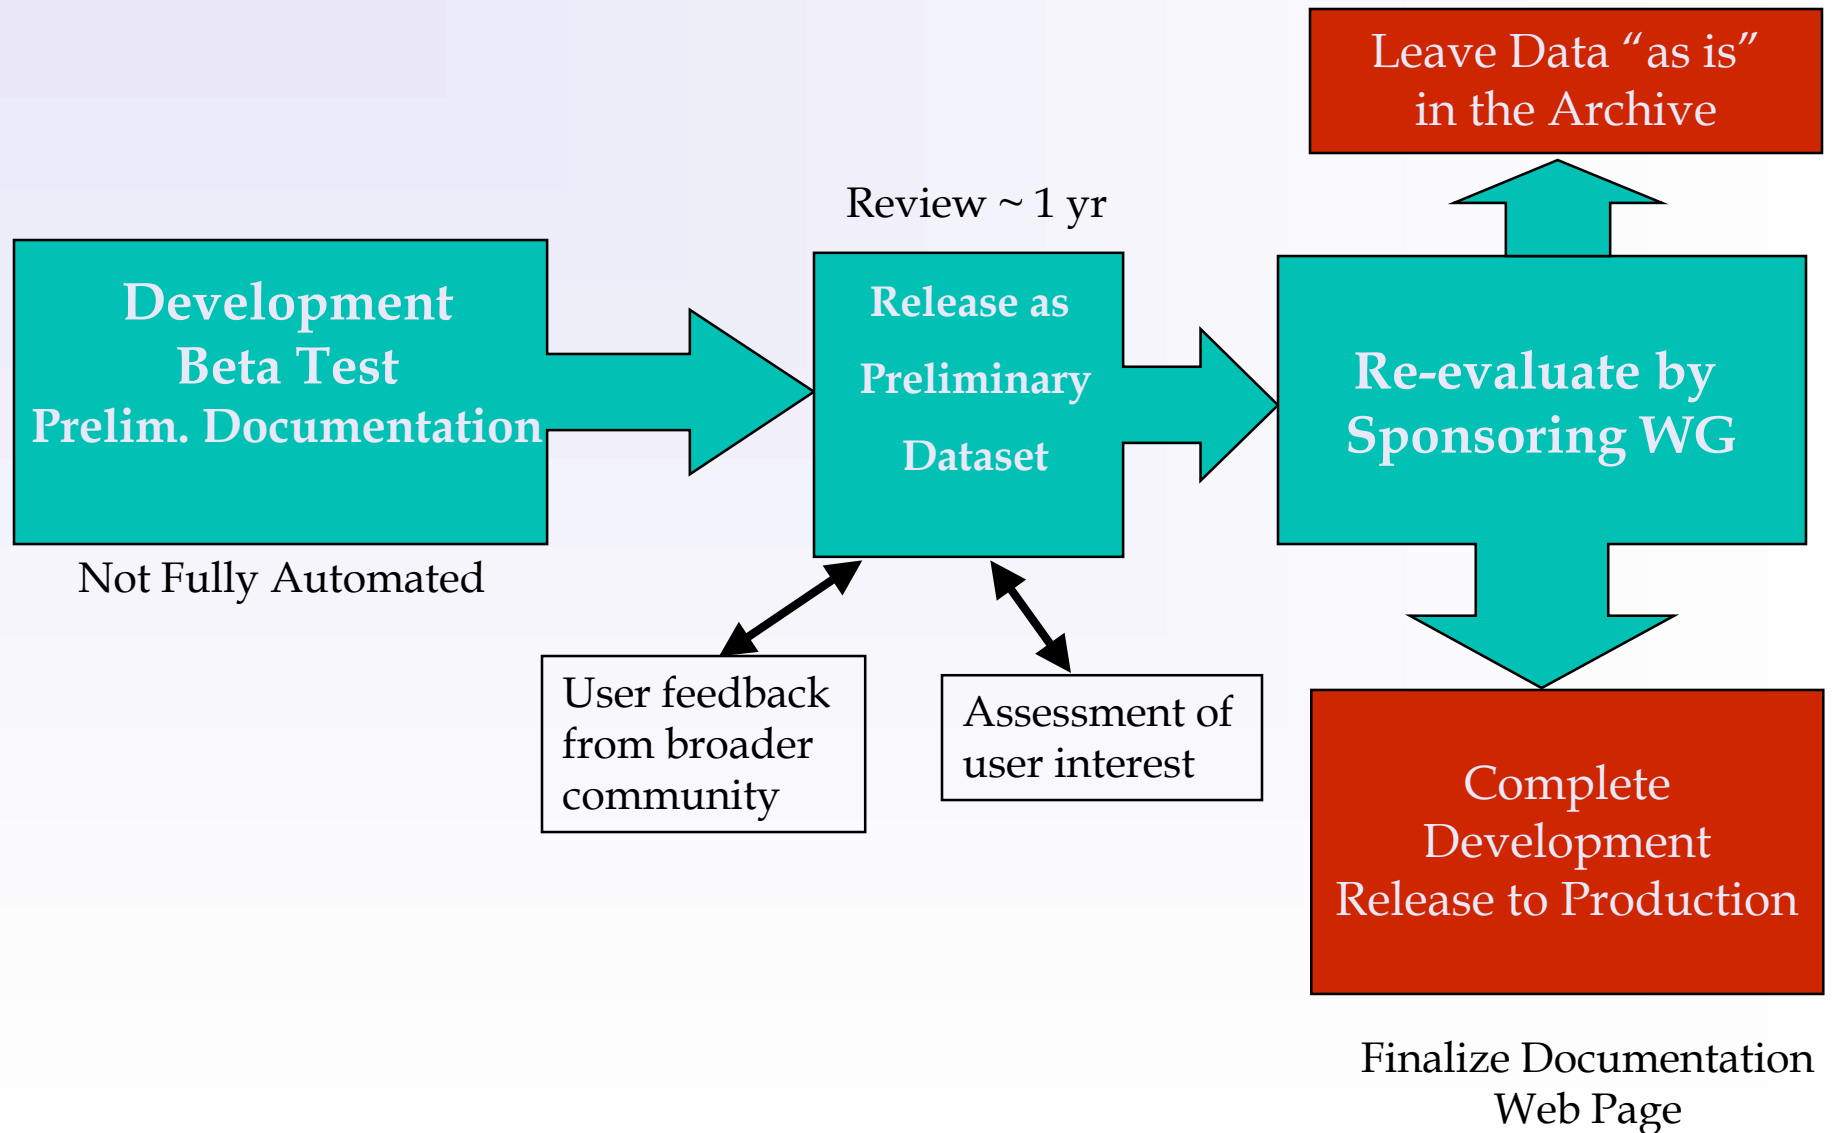 Leave Data “as is”
in the Archive
Review ~ 1 yr
Development
Beta Test
Prelim. Documentation
Not Fully Automated
Release as
Preliminary
Dataset
Re-evaluate by
Sponsoring WG
User feedback
from broader
community
Assessment of
user interest
Complete
Development
Release to Production
Finalize Documentation
Web Page